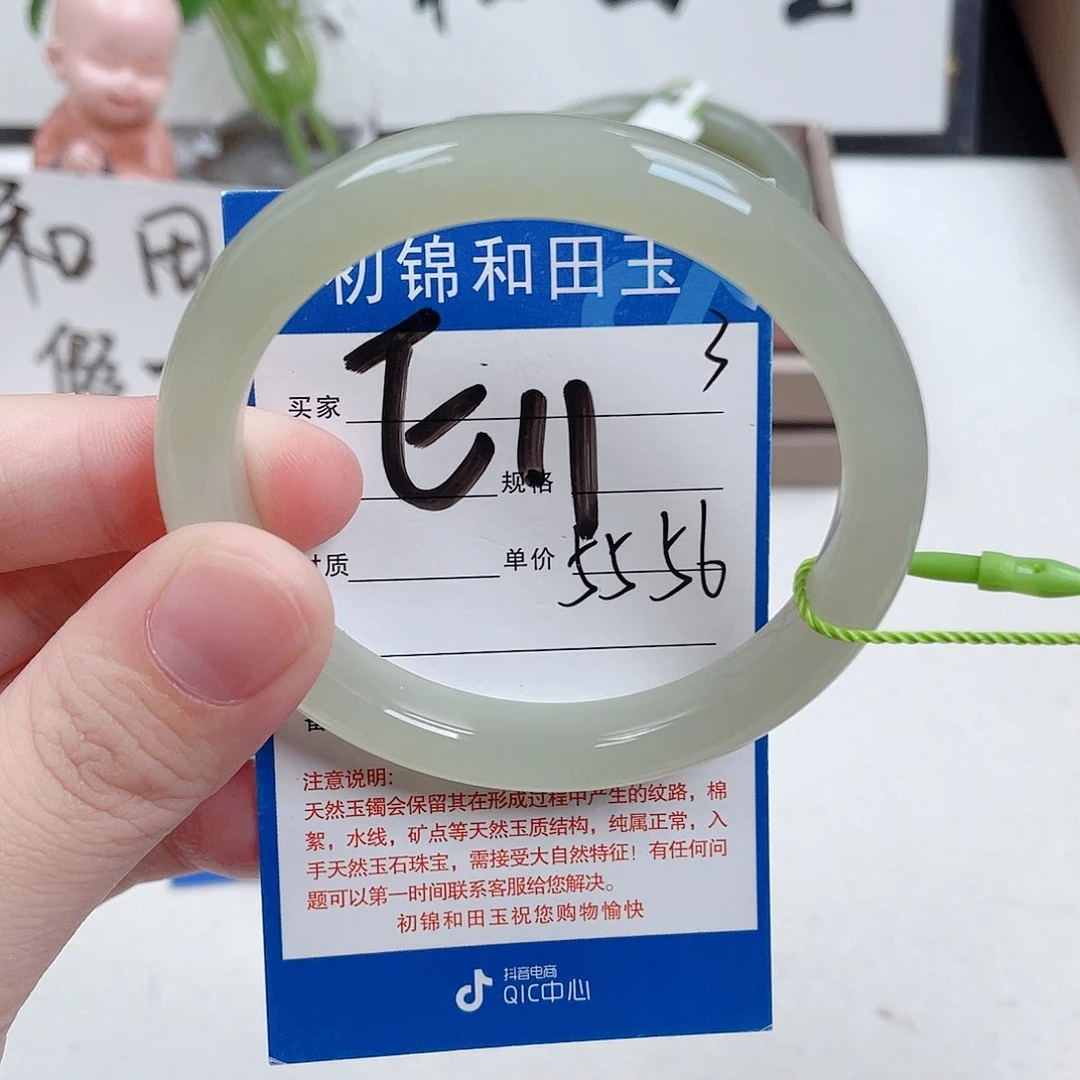 和田
假
初锦和田玉
3
买家
规格
质
单价 55 56
注意说明:
天然玉镯会保留其在形成过程中产生的纹路，棉
絮，水线，矿点等天然玉质结构，纯属正常，入
手天然玉石珠宝，需接受大自然特征！有任何问
题可以第一时间联系客服给您解决。
初锦和田玉祝您购物愉快
抖音电商
QIC中心